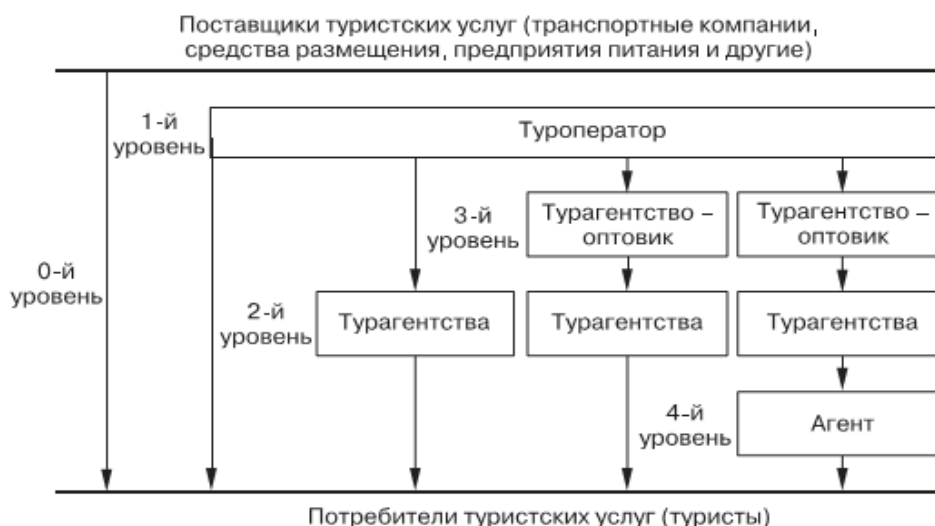 Поставщики туристских услуг (транспортные компании,
средства размещения, предприятия питания и другие)
1-й
уровень
Туроператор
3-й
уровень
Турагентство –
оптовик
Турагентство –
оптовик
0-й
уровень
2-й
уровень
Турагентства
Турагентства
Турагентства
4-й
уровень
Агент
Потребители туристских услуг (туристы)